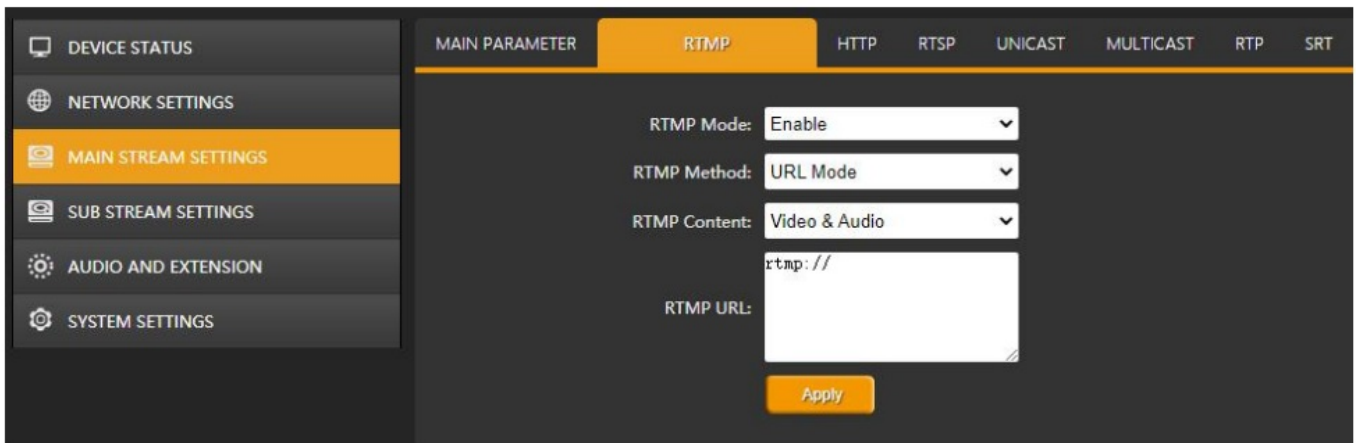 DEVICE STATUS
NETWORK SETTINGS
MAIN STREAM SETTINGS
SUB STREAM SETTINGS
AUDIO AND EXTENSION
SYSTEM SETTINGS
MAIN PARAMETER RTMP HTTP RTSP UNICAST MULTICAST RTP SRT
RTMP Mode: Enable
RTMP Method: URL Mode
RTMP Content: Video & Audio
rtmp://
RTMP URL:
Apply